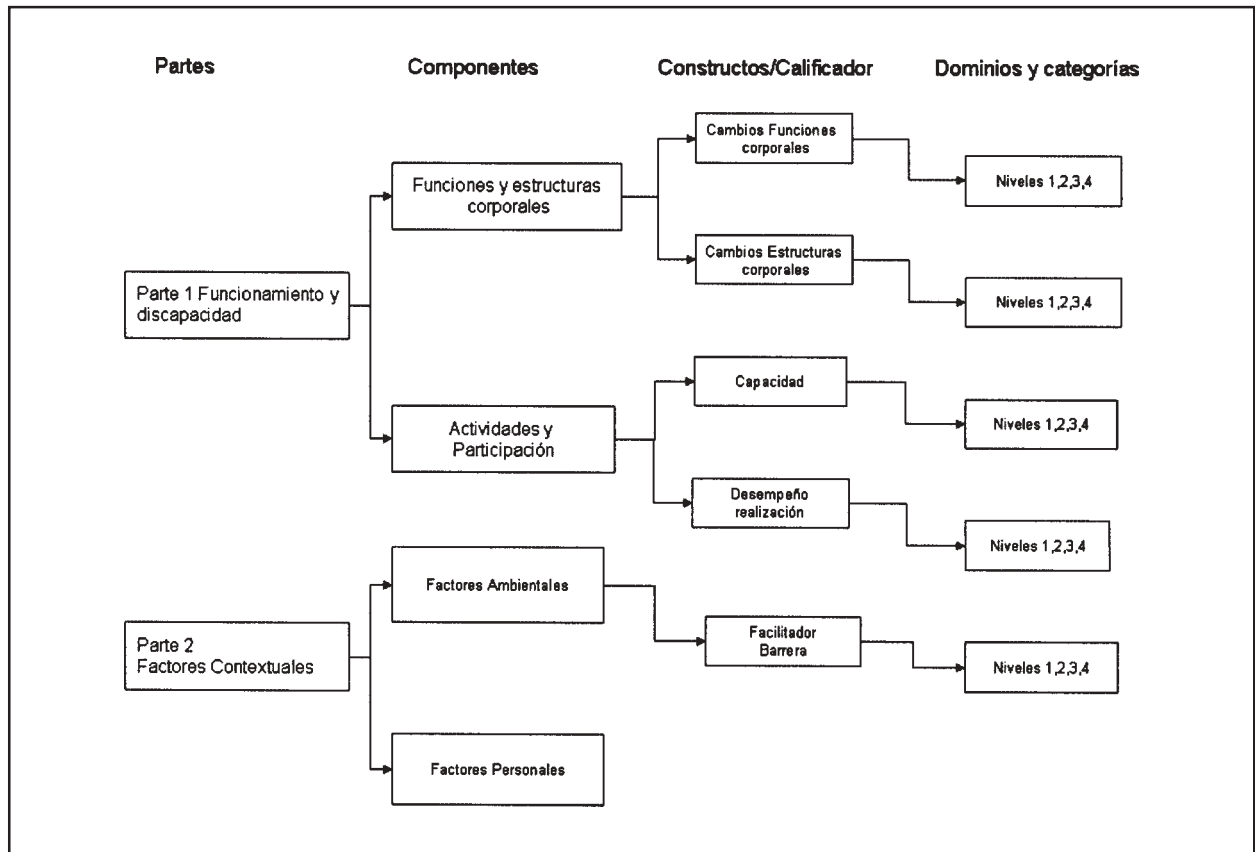 Partes
Componentes
Constructos/Calificador
Dominios y categorías
Cambios Funciones
corporales
Niveles 1,2,3,4
Funciones y estructuras
corporales
Cambios Estructuras
corporales
Niveles 1,2,3,4
Parte 1 Funcionamiento y
discapacidad
Capacidad
Niveles 1,2,3,4
Actividades y
Participación
Desempeño
realización
Niveles 1,2,3,4
Factores Ambientales
Parte 2
Factores Contextuales
Facilitador
Barrera
Niveles 1,2,3,4
Factores Personales